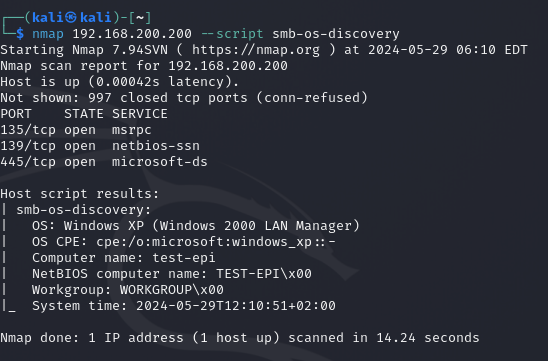 ┌──(kali㉿kali)-[~]
└─$ nmap 192.168.200.200 --script smb-os-discovery
Starting Nmap 7.94SVN ( https://nmap.org ) at 2024-05-29 06:10 EDT
Nmap scan report for 192.168.200.200
Host is up (0.00042s latency).
Not shown: 997 closed tcp ports (conn-refused)
PORT    STATE SERVICE
135/tcp open  msrpc
139/tcp open  netbios-ssn
445/tcp open  microsoft-ds

Host script results:
| smb-os-discovery:
|   OS: Windows XP (Windows 2000 LAN Manager)
|   OS CPE: cpe:/o:microsoft:windows_xp::-
|   Computer name: test-epi
|   NetBIOS computer name: TEST-EPI\x00
|   Workgroup: WORKGROUP\x00
|_  System time: 2024-05-29T12:10:51+02:00

Nmap done: 1 IP address (1 host up) scanned in 14.24 seconds